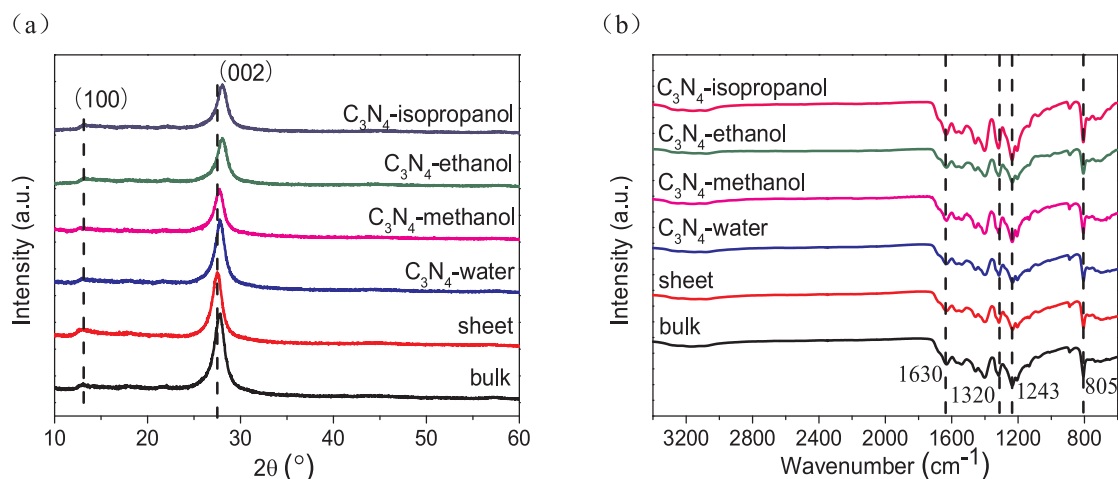 (a)
(100)
(002)
C₃N₄-isopropanol
C₃N₄-ethanol
C₃N₄-methanol
C₃N₄-water
sheet
bulk
Intensity (a.u.)
10 20 30 40 50 60
2θ (°)
(b)
C₃N₄-isopropanol
C₃N₄-ethanol
C₃N₄-methanol
C₃N₄-water
sheet
bulk
1630
1320
1243
805
Intensity (a.u.)
3200 2800 2400 2000 1600 1200 800
Wavenumber (cm⁻¹)